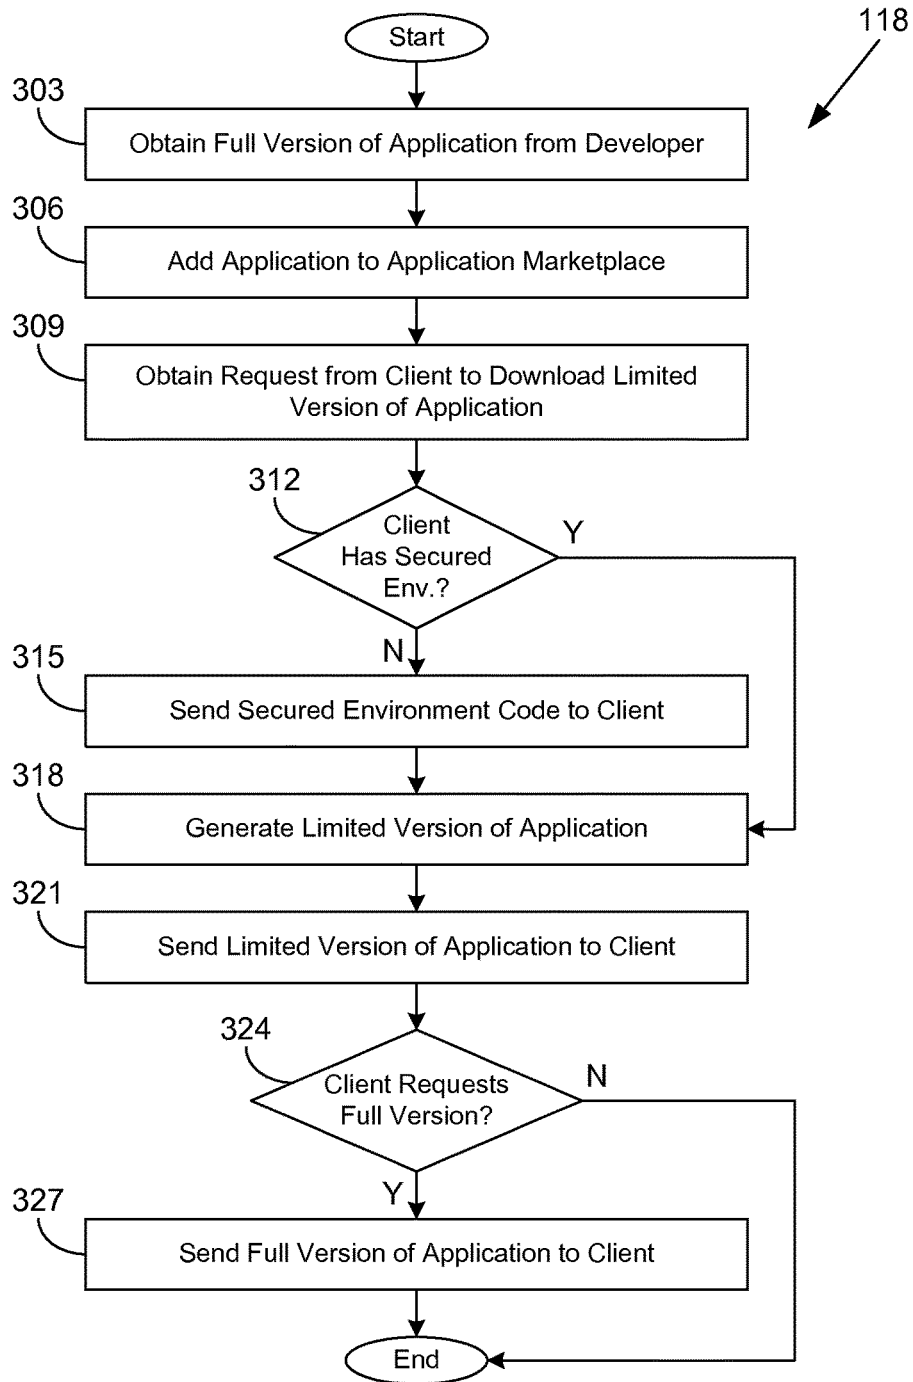 Start
118
303
Obtain Full Version of Application from Developer
306
Add Application to Application Marketplace
309
Obtain Request from Client to Download Limited
Version of Application
312
Client
Has Secured
Env.?
Y
N
315
Send Secured Environment Code to Client
318
Generate Limited Version of Application
321
Send Limited Version of Application to Client
324
Client Requests
Full Version?
N
Y
327
Send Full Version of Application to Client
End